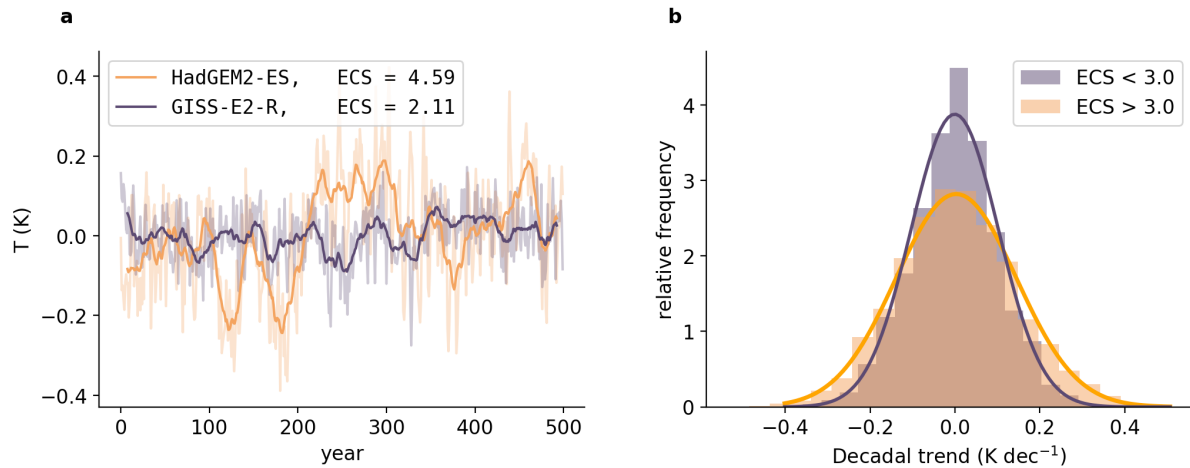 a
HadGEM2-ES, ECS = 4.59
GISS-E2-R, ECS = 2.11
T (K)
0.4
0.2
0.0
−0.2
−0.4
0 100 200 300 400 500
year
b
ECS < 3.0
ECS > 3.0
relative frequency
4
3
2
1
0
−0.4 −0.2 0.0 0.2 0.4
Decadal trend (K dec⁻¹)